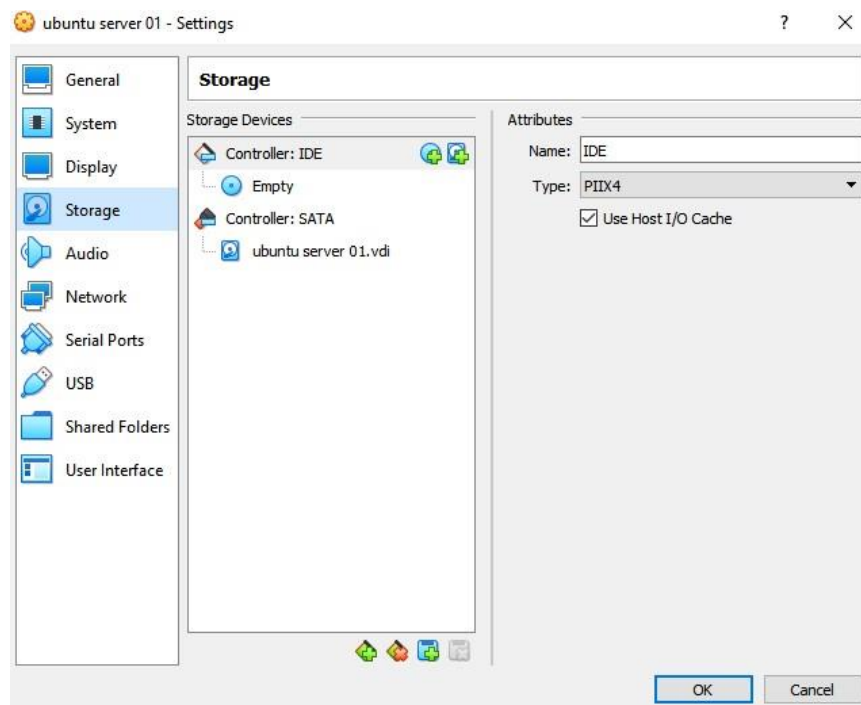 ubuntu server 01 - Settings
?
General
System
Display
Storage
Audio
Network
Serial Ports
USB
Shared Folders
User Interface
Storage
Storage Devices
Controller: IDE
Empty
Controller: SATA
ubuntu server 01.vdi
Attributes
Name: IDE
Type: PIIX4
Use Host I/O Cache
OK
Cancel